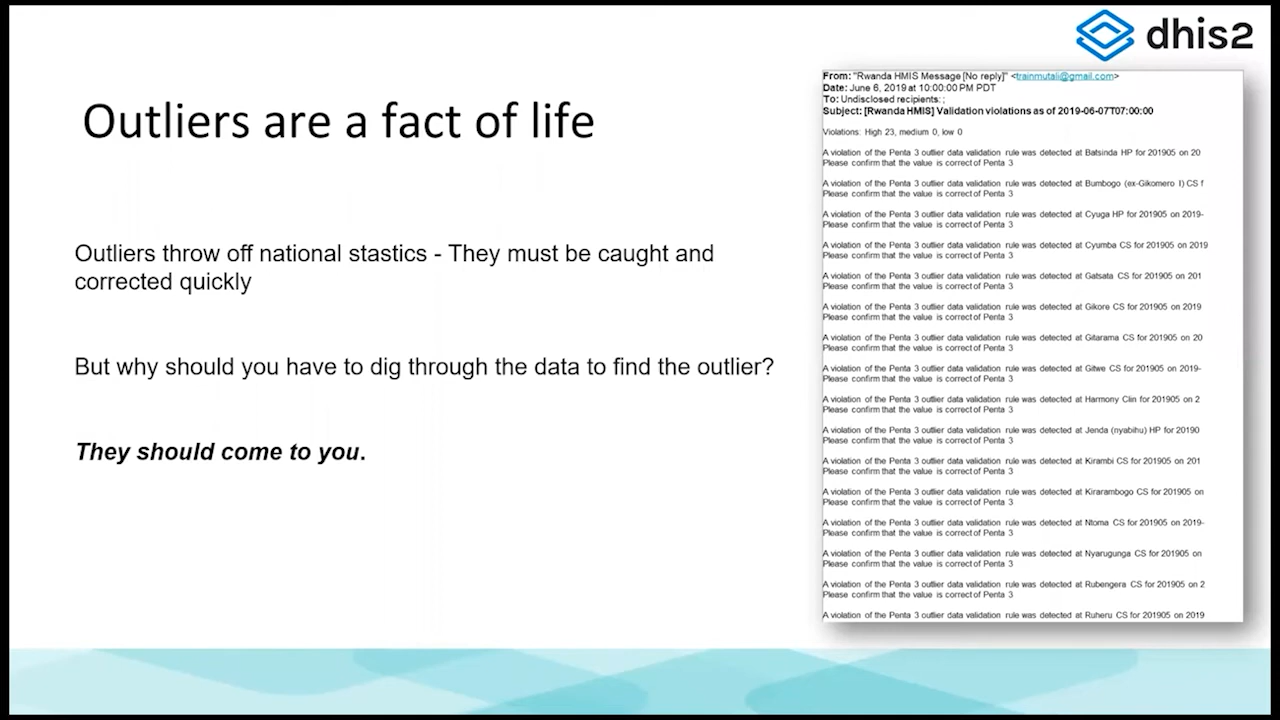 dhis2
Outliers are a fact of life
Outliers throw off national stastics - They must be caught and
corrected quickly
But why should you have to dig through the data to find the outlier?
They should come to you.
From: "Rwanda HMIS Message [No reply]" <trainmutali@gmail.com>
Date: June 6, 2019 at 10:00:00 PM PDT
To: Undisclosed recipients: ;
Subject: [Rwanda HMIS] Validation violations as of 2019-06-07T07:00:00
Violations: High 23, medium 0, low 0
A violation of the Penta 3 outlier data validation rule was detected at Batsinda HP for 201905 on 20
Please confirm that the value is correct of Penta 3
A violation of the Penta 3 outlier data validation rule was detected at Bumbogo (ex-Gikomero I) CS f
Please confirm that the value is correct of Penta 3
A violation of the Penta 3 outlier data validation rule was detected at Cyuga HP for 201905 on 2019-
Please confirm that the value is correct of Penta 3
A violation of the Penta 3 outlier data validation rule was detected at Cyumba CS for 201905 on 2019
Please confirm that the value is correct of Penta 3
A violation of the Penta 3 outlier data validation rule was detected at Gatsata CS for 201905 on 201
Please confirm that the value is correct of Penta 3
A violation of the Penta 3 outlier data validation rule was detected at Gikore CS for 201905 on 2019
Please confirm that the value is correct of Penta 3
A violation of the Penta 3 outlier data validation rule was detected at Gitarama CS for 201905 on 20
Please confirm that the value is correct of Penta 3
A violation of the Penta 3 outlier data validation rule was detected at Gitwe CS for 201905 on 2019-
Please confirm that the value is correct of Penta 3
A violation of the Penta 3 outlier data validation rule was detected at Harmony Clin for 201905 on 2
Please confirm that the value is correct of Penta 3
A violation of the Penta 3 outlier data validation rule was detected at Jenda (nyabihu) HP for 20190
Please confirm that the value is correct of Penta 3
A violation of the Penta 3 outlier data validation rule was detected at Kirambi CS for 201905 on 201
Please confirm that the value is correct of Penta 3
A violation of the Penta 3 outlier data validation rule was detected at Kirarambogo CS for 201905 on
Please confirm that the value is correct of Penta 3
A violation of the Penta 3 outlier data validation rule was detected at Ntoma CS for 201905 on 2019-
Please confirm that the value is correct of Penta 3
A violation of the Penta 3 outlier data validation rule was detected at Nyarugunga CS for 201905 on
Please confirm that the value is correct of Penta 3
A violation of the Penta 3 outlier data validation rule was detected at Rubengera CS for 201905 on 2
Please confirm that the value is correct of Penta 3
A violation of the Penta 3 outlier data validation rule was detected at Ruheru CS for 201905 on 2019